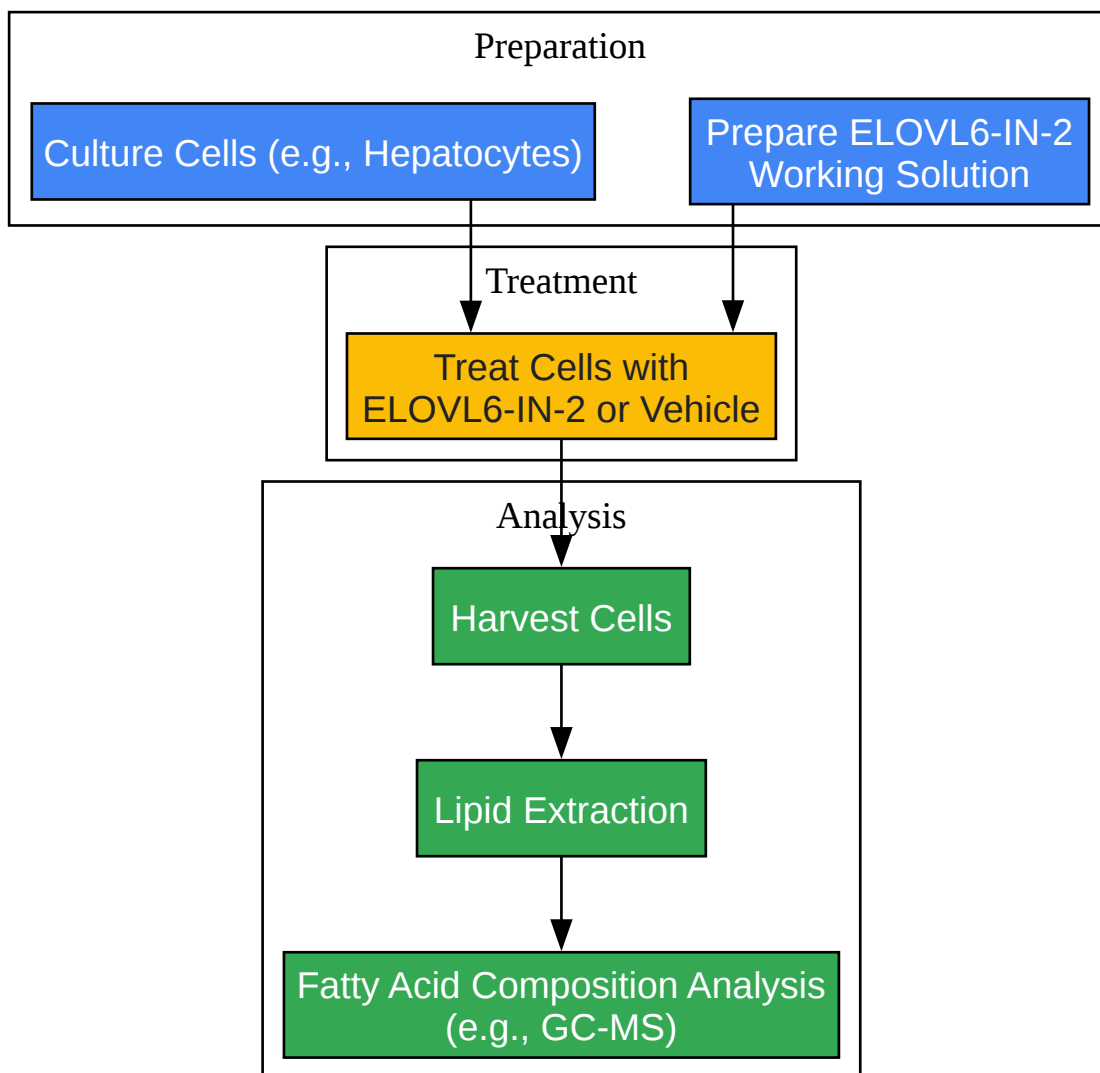 Preparation
Culture Cells (e.g., Hepatocytes)
Prepare ELOVL6-IN-2
Working Solution
Treatment
Treat Cells with
ELOVL6-IN-2 or Vehicle
Analysis
Harvest Cells
Lipid Extraction
Fatty Acid Composition Analysis
(e.g., GC-MS)